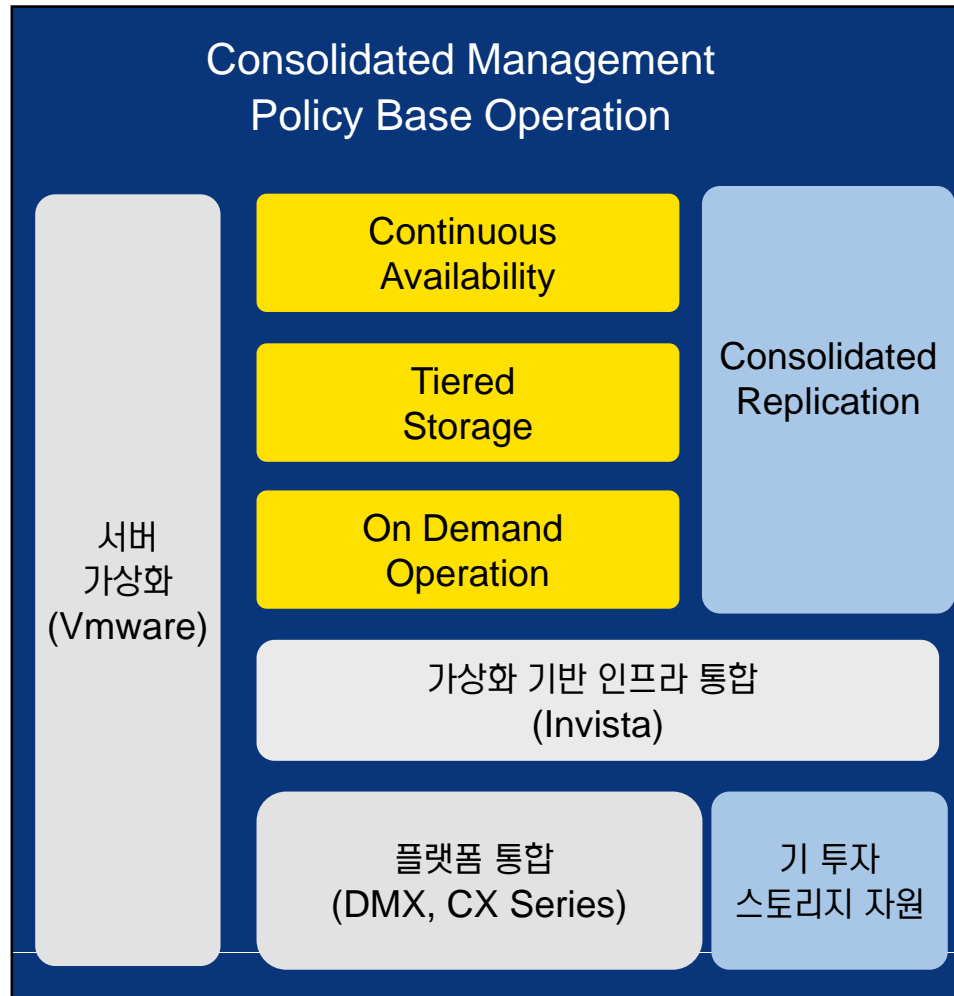 Consolidated Management
Policy Base Operation
Continuous
Availability
Tiered
Storage
On Demand
Operation
Consolidated
Replication
서버
가상화
(Vmware)
가상화 기반 인프라 통합
(Invista)
플랫폼 통합
(DMX, CX Series)
기 투자
스토리지 자원